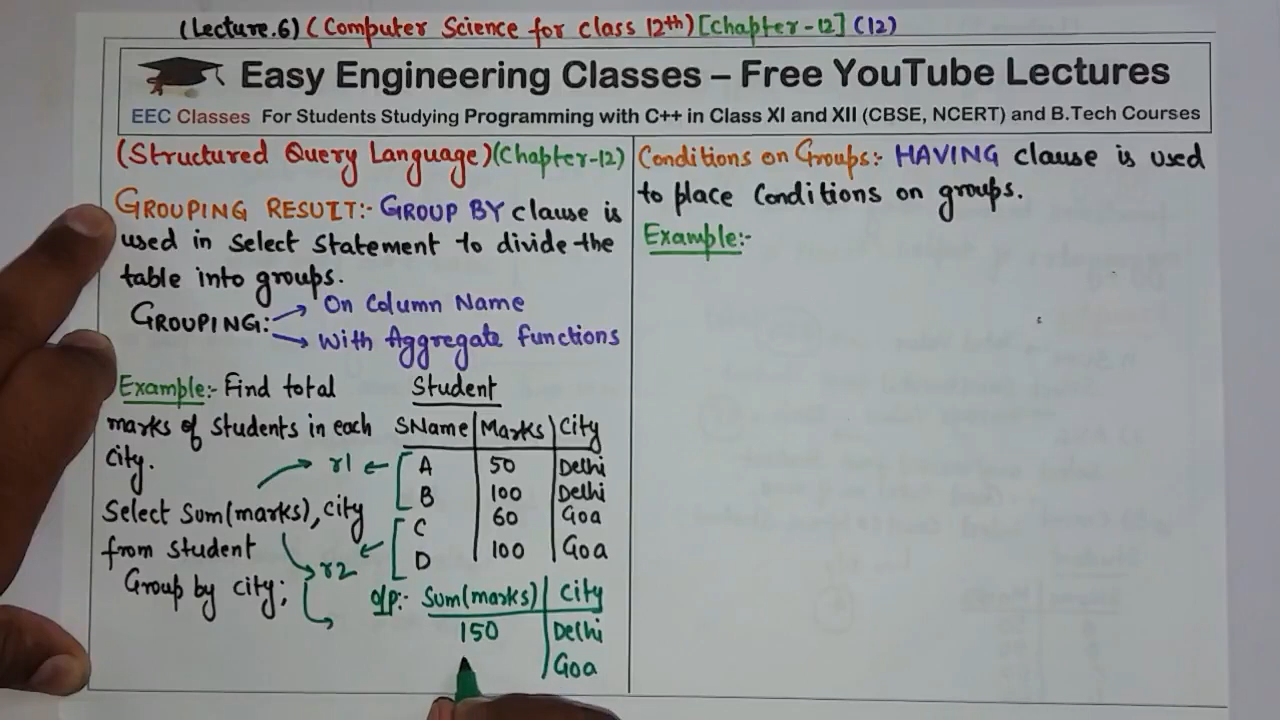 (Lecture.6) (Computer Science for class 12th) [Chapter-12] (12)
Easy Engineering Classes – Free YouTube Lectures
EEC Classes For Students Studying Programming with C++ in Class XI and XII (CBSE, NCERT) and B.Tech Courses
(Structured Query Language) (Chapter-12)
GROUPING RESULT:- GROUP BY clause is
used in select statement to divide the
table into groups.
GROUPING:
On Column Name
With Aggregate functions
Example:- Find total
marks of students in each
city.
Select Sum(marks), city
from student
Group by city;
r1
r2
Student
SName Marks City
A 50 Delhi
B 100 Delhi
C 60 Goa
D 100 Goa
o/p:- Sum(marks) City
150 Delhi
Goa
Conditions on Groups:- HAVING clause is used
to place conditions on groups.
Example:-